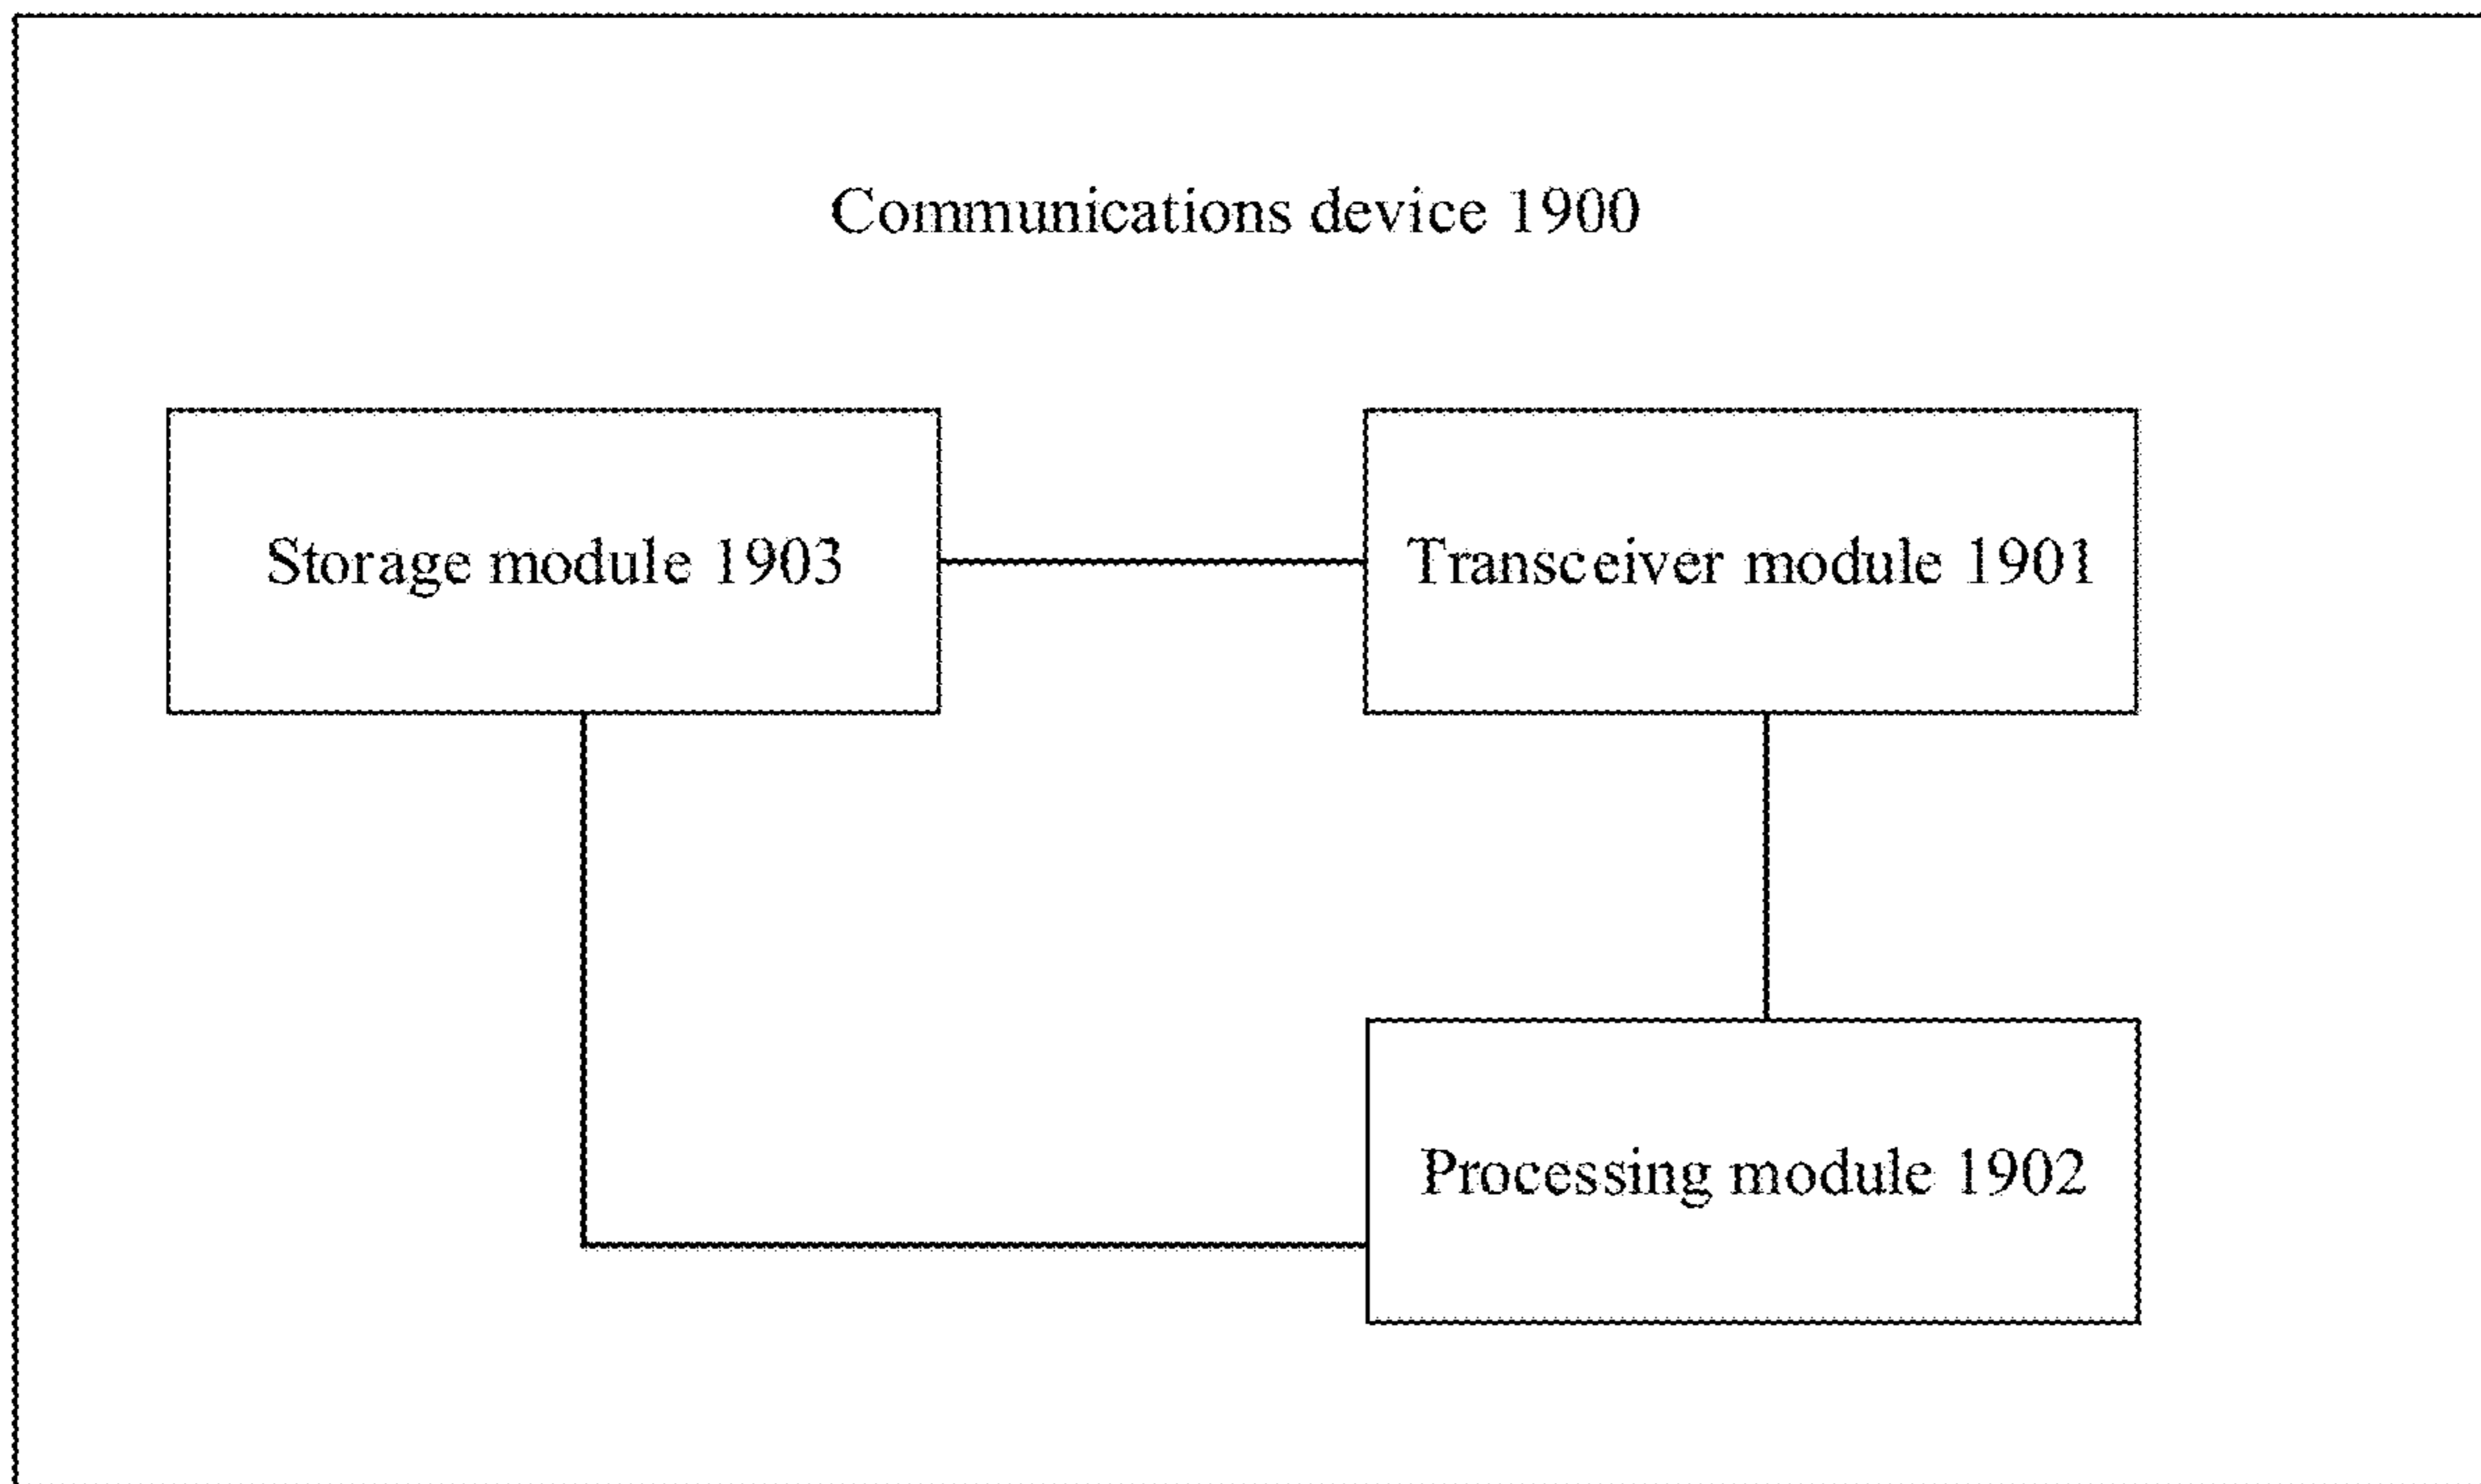 Communications device 1900
Storage module 1903
Transceiver module 1901
Processing module 1902